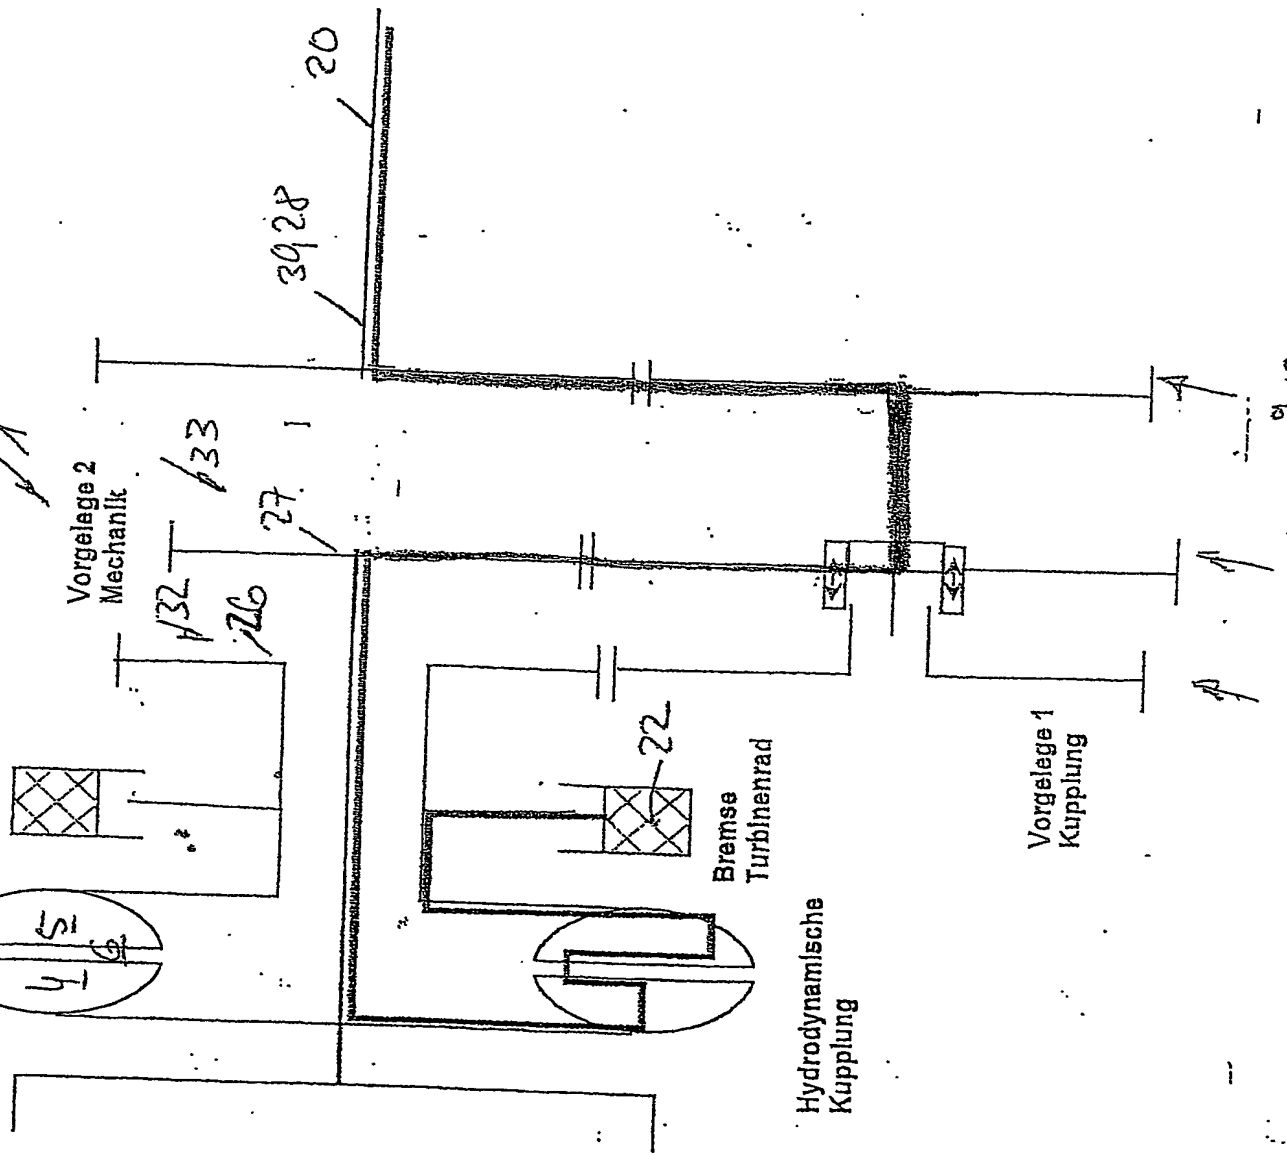 20
39,28
Vorgelege 2
Mechanik
33
27
32
26
22
4
5
6
Bremse
Turbinenrad
Vorgelege 1
Kupplung
Hydrodynamische
Kupplung